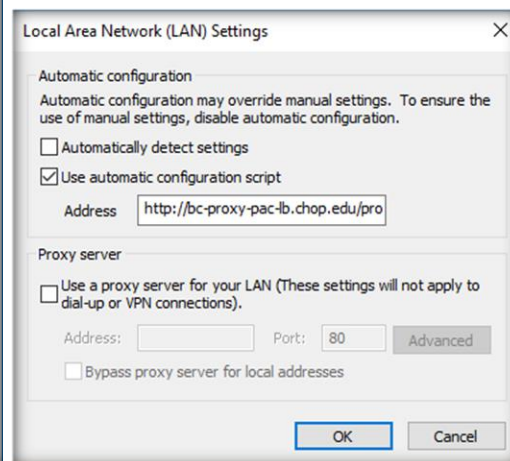 Local Area Network (LAN) Settings
Automatic configuration
Automatic configuration may override manual settings. To ensure the
use of manual settings, disable automatic configuration.
Automatically detect settings
Use automatic configuration script
Address http://bc-proxy-pac-lb.chop.edu/pro
Proxy server
Use a proxy server for your LAN (These settings will not apply to
dial-up or VPN connections).
Address: Port: 80 Advanced
Bypass proxy server for local addresses
OK Cancel